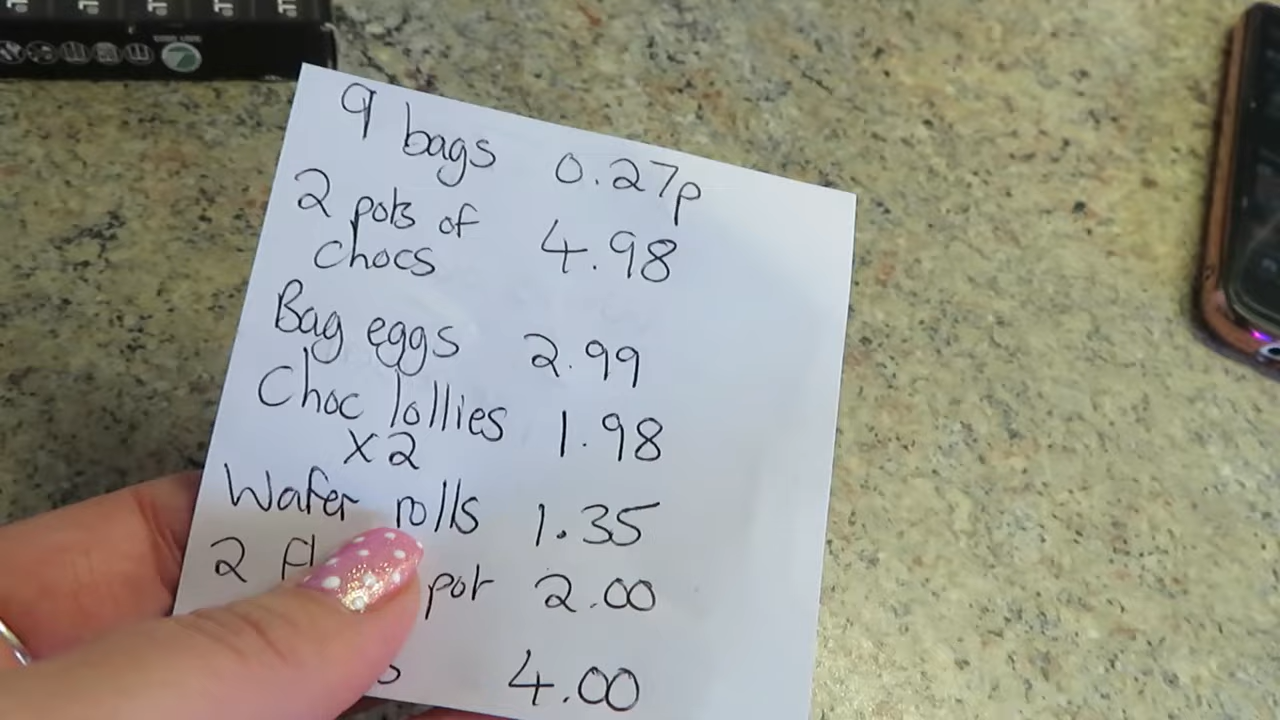 9 bags 0.27p
2 pots of
chocs 4.98
Bag eggs 2.99
Choc lollies 1.98
X2
Wafer rolls 1.35
2 pot 2.00
4.00